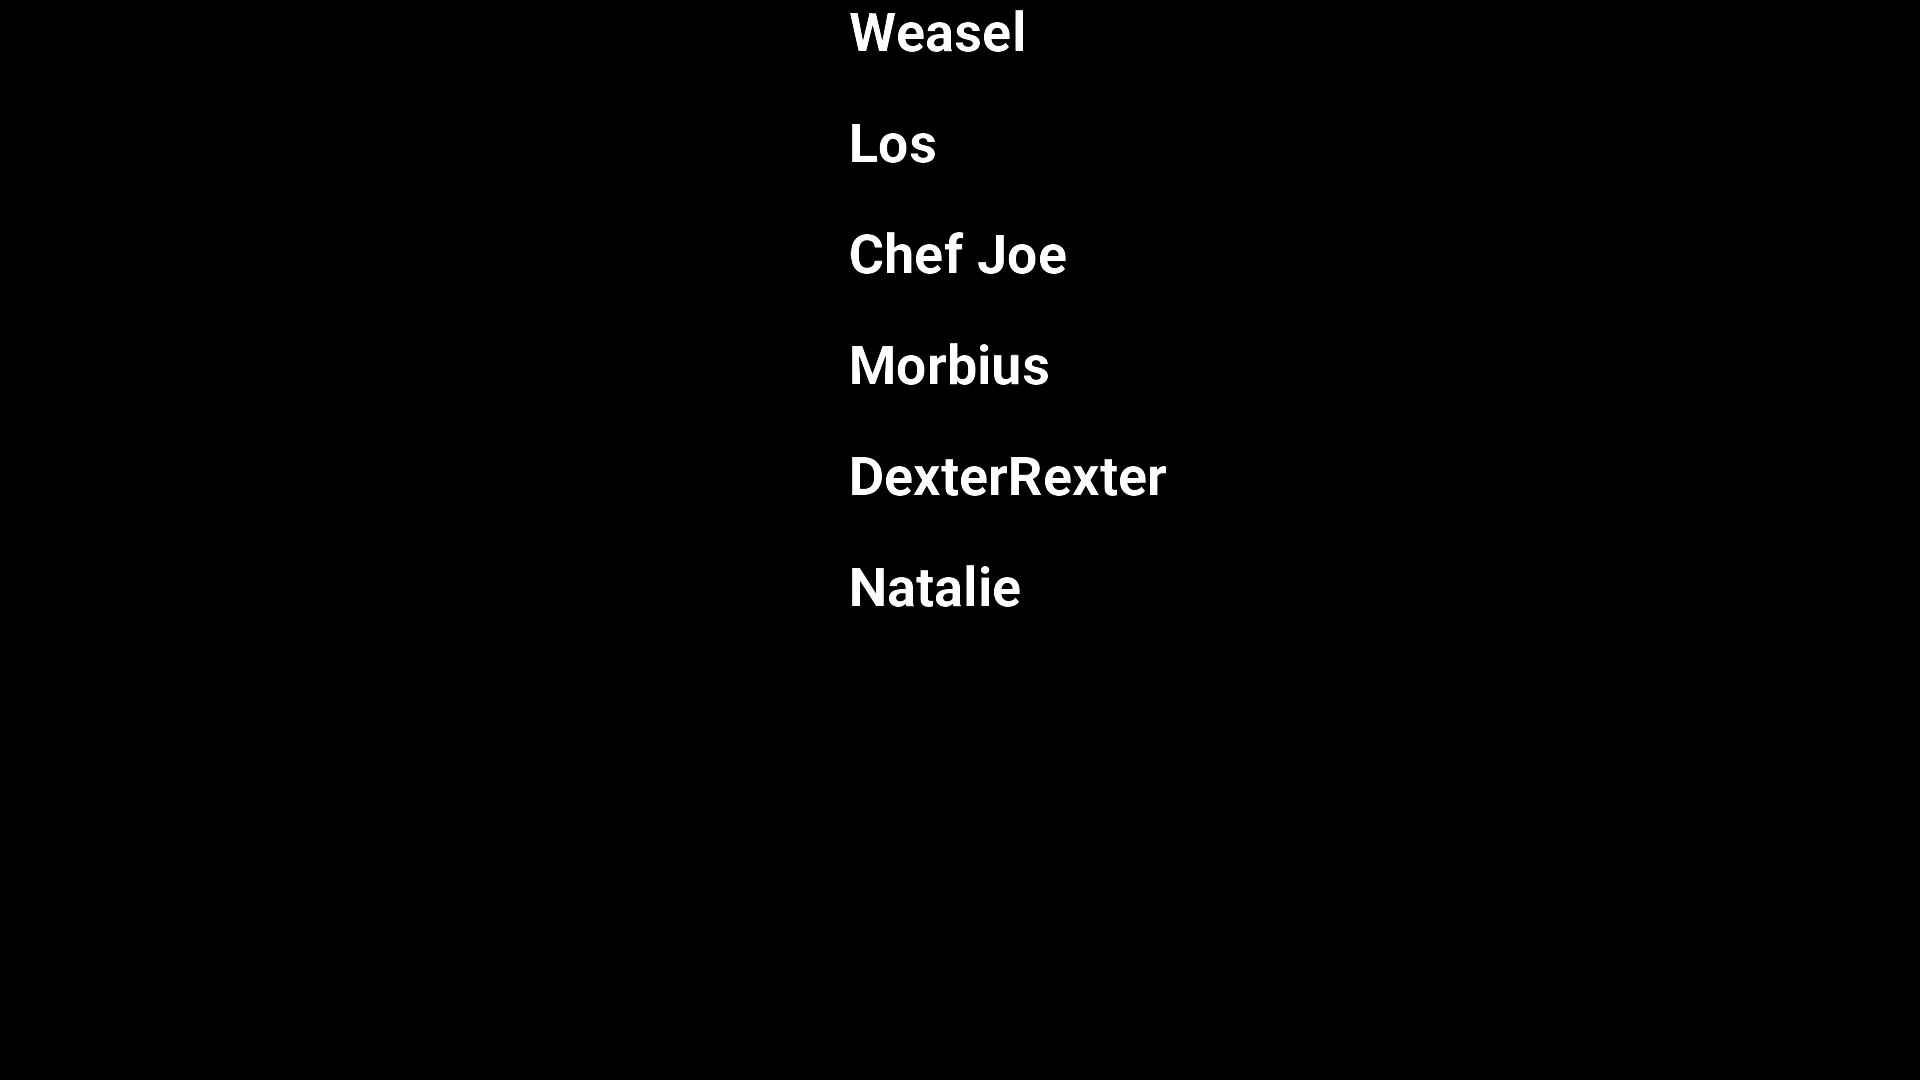 Weasel
Los
Chef Joe
Morbius
DexterRexter
Natalie